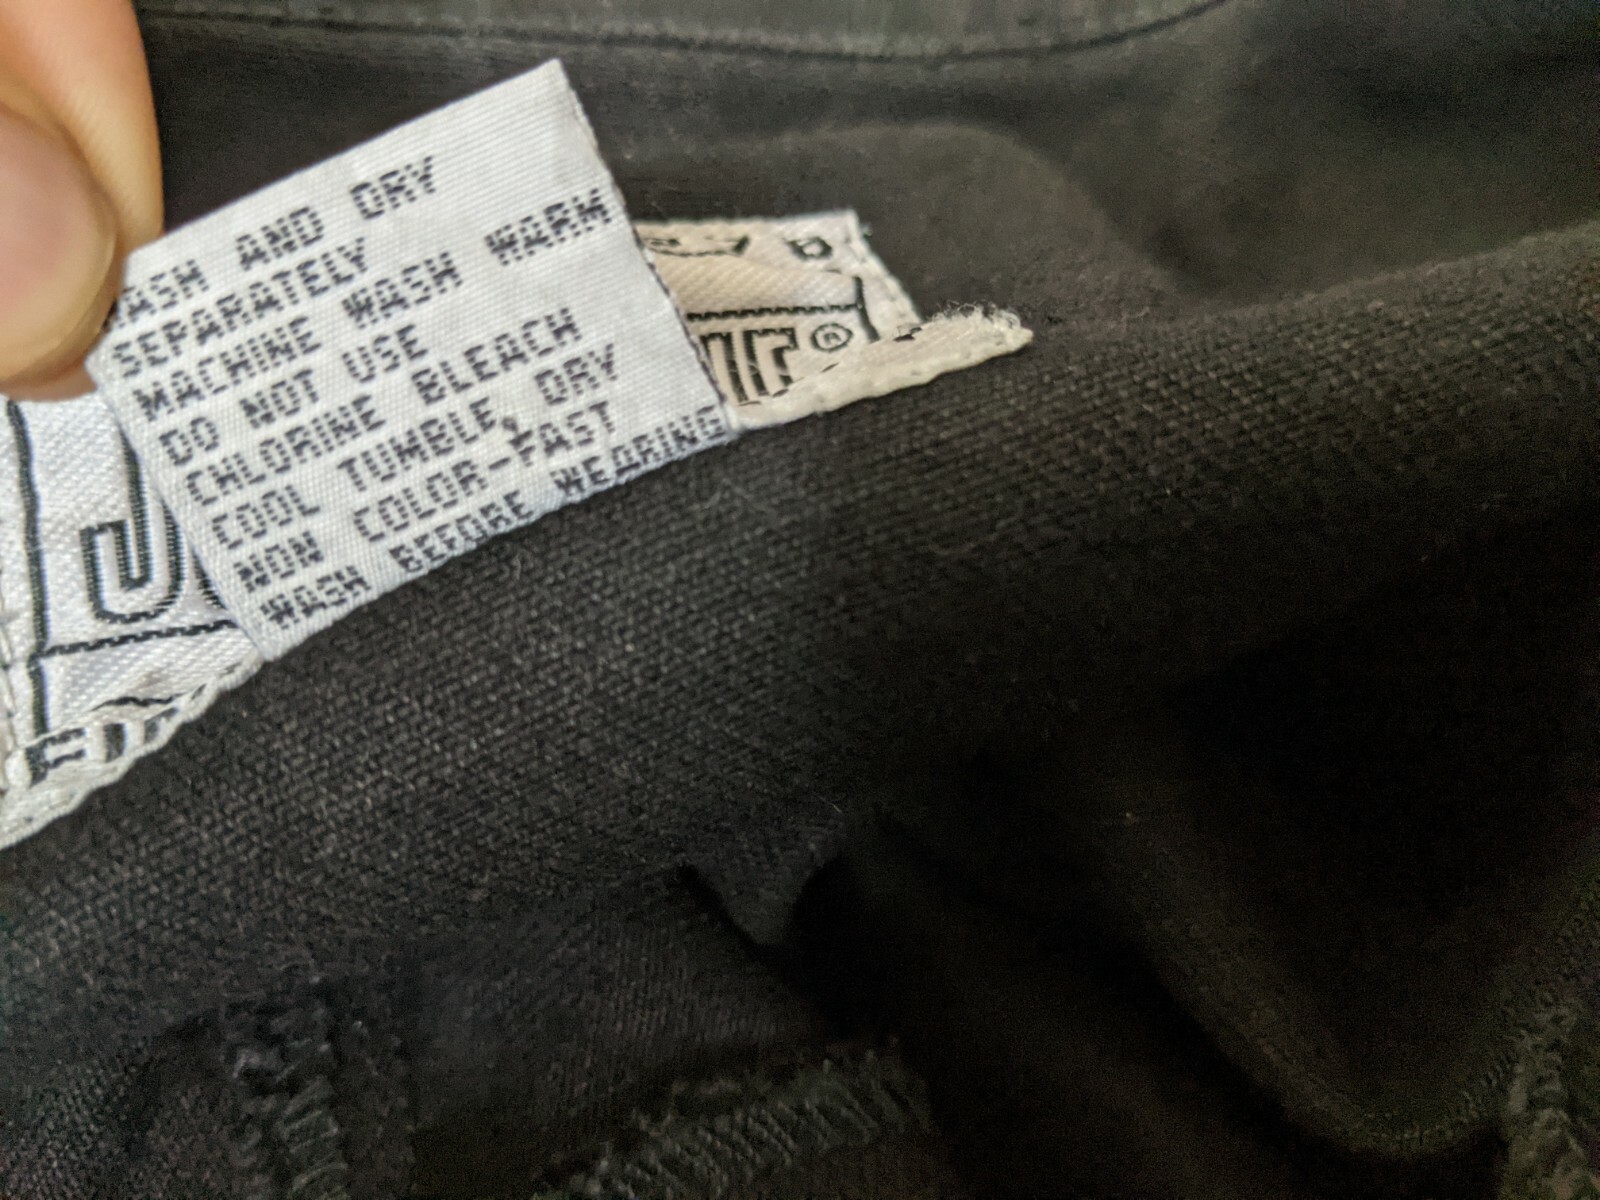 ASH AND DRY
SEPARATELY
MACHINE WASH WARM
DO NOT USE
CHLORINE BLEACH
COOL TUMBLE, DRY
NON COLOR-FAST
WASH BEFORE WEARING
®